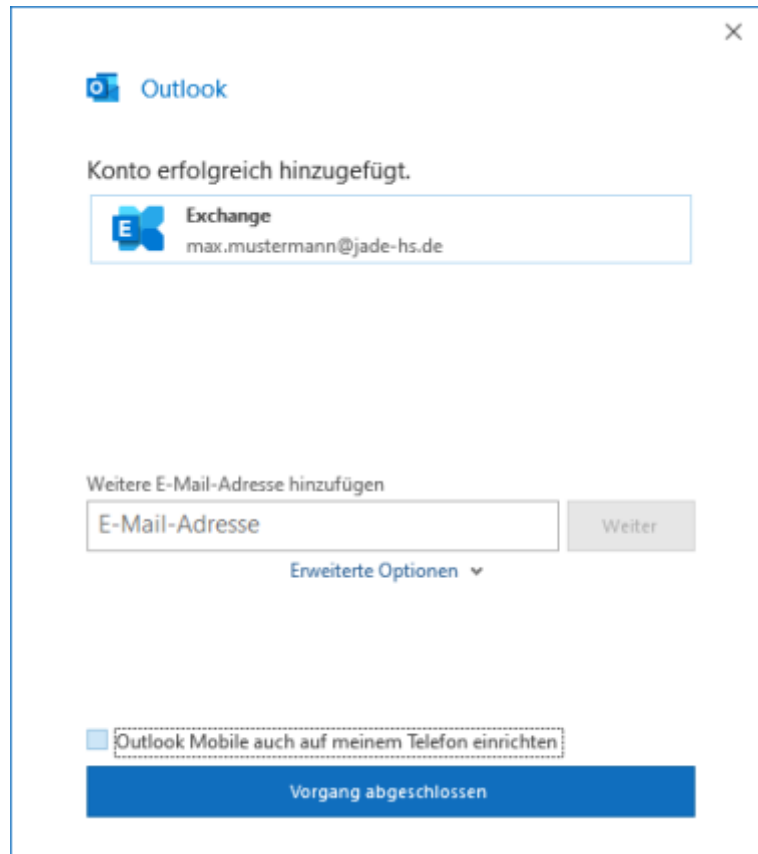 Outlook
Konto erfolgreich hinzugefügt.
Exchange
max.mustermann@jade-hs.de
Weitere E-Mail-Adresse hinzufügen
E-Mail-Adresse
Weiter
Erweiterte Optionen
Outlook Mobile auch auf meinem Telefon einrichten
Vorgang abgeschlossen